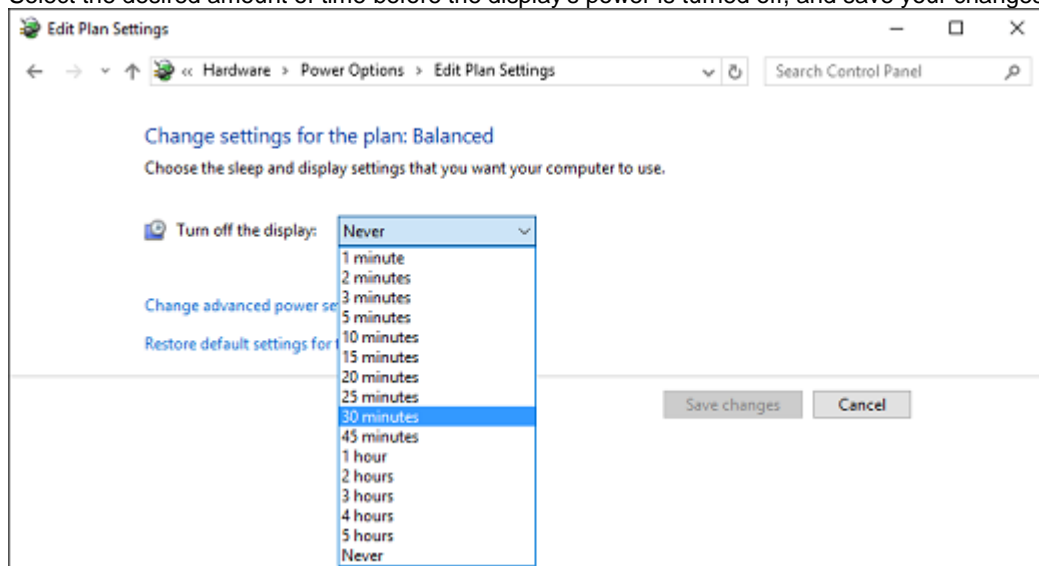 Select the desired amount of time before the display's power is turned off, and save your changes
Edit Plan Settings
« Hardware > Power Options > Edit Plan Settings
Search Control Panel
Change settings for the plan: Balanced
Choose the sleep and display settings that you want your computer to use.
Turn off the display: Never
1 minute
2 minutes
3 minutes
Change advanced power se
5 minutes
10 minutes
Restore default settings for
15 minutes
20 minutes
25 minutes
30 minutes
Save changes Cancel
45 minutes
1 hour
2 hours
3 hours
4 hours
5 hours
Never